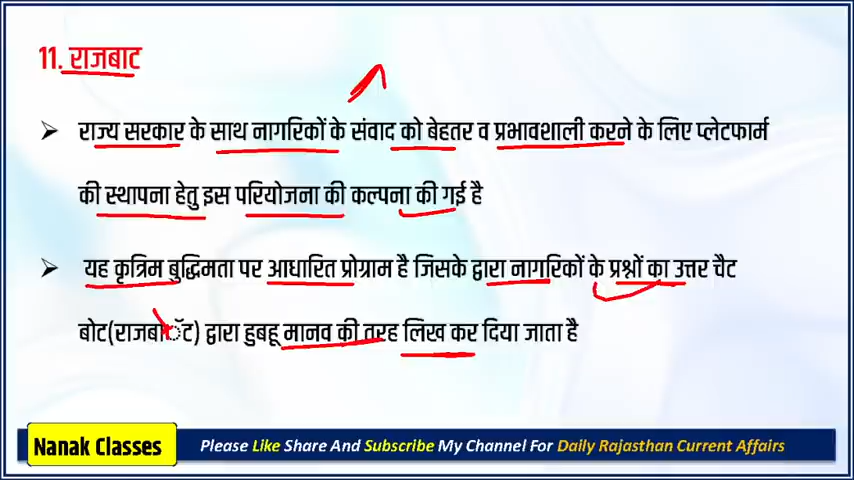 11. राजबाट
➢ राज्य सरकार के साथ नागरिकों के संवाद को बेहतर व प्रभावशाली करने के लिए प्लेटफार्म
की स्थापना हेतु इस परियोजना की कल्पना की गई है
➢ यह कृत्रिम बुद्धिमता पर आधारित प्रोग्राम है जिसके द्वारा नागरिकों के प्रश्नों का उत्तर चैट
बोट(राजबाॅट) द्वारा हुबहू मानव की तरह लिख कर दिया जाता है
Nanak Classes
Please Like Share And Subscribe My Channel For Daily Rajasthan Current Affairs